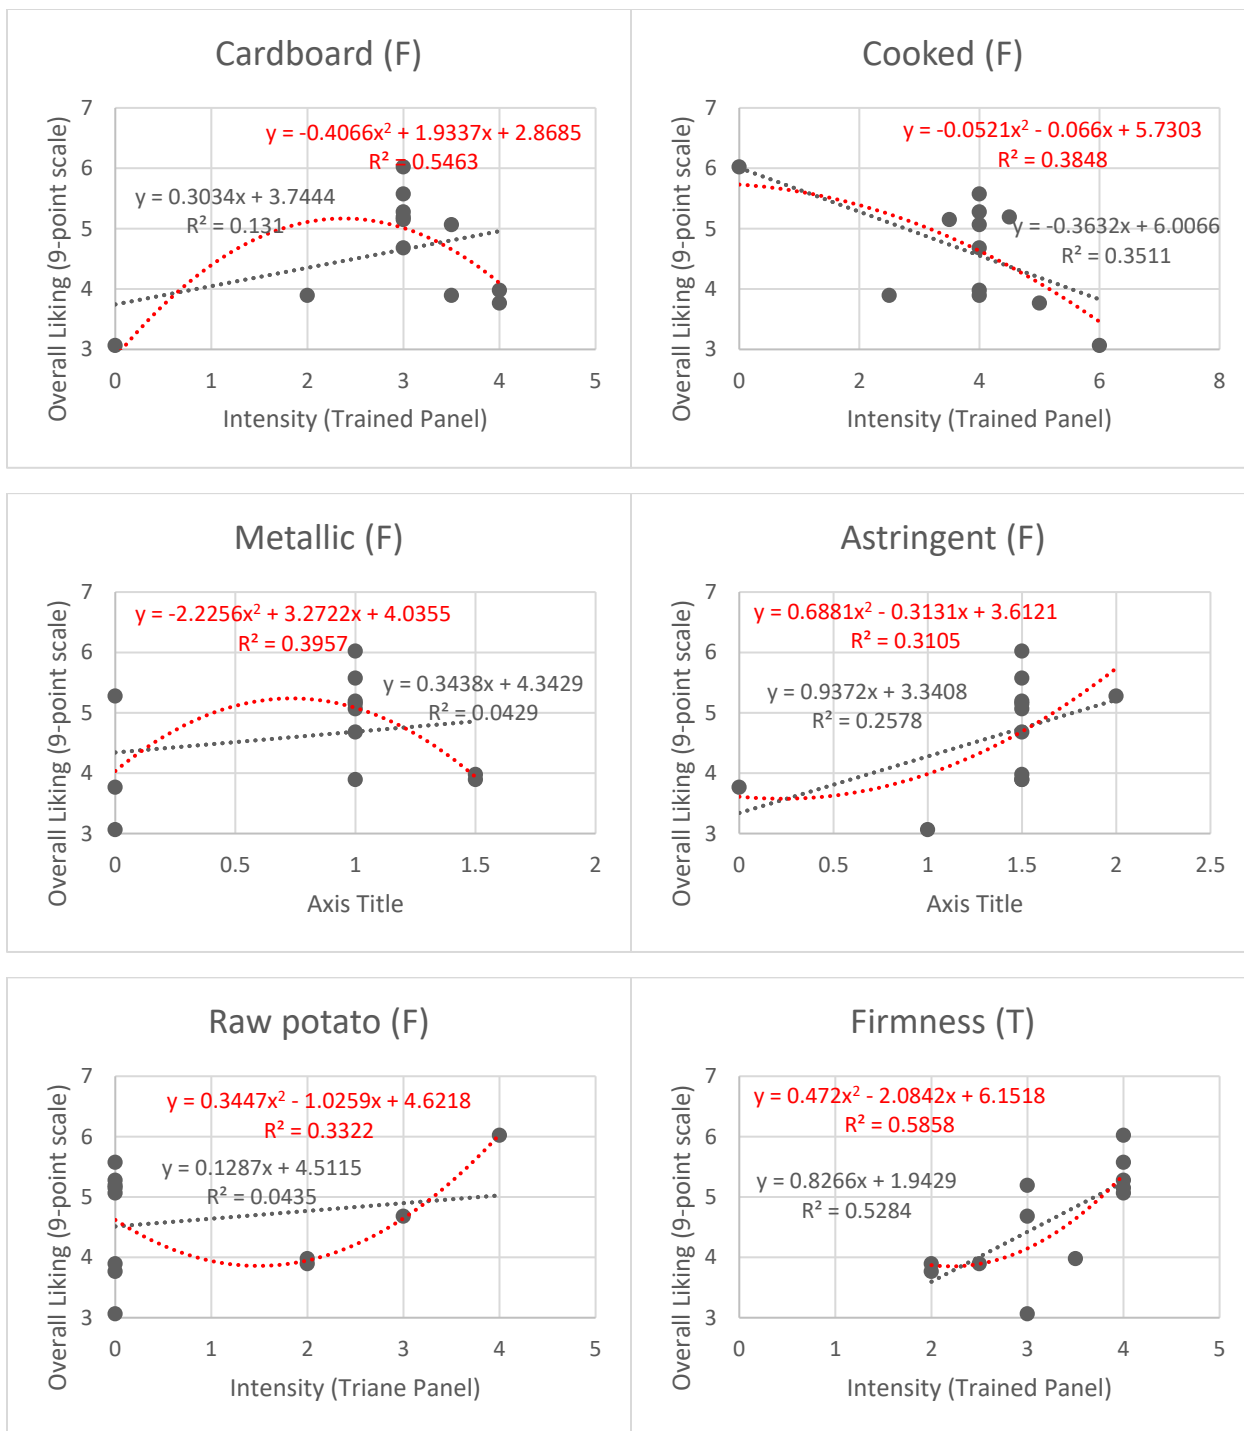 Cardboard (F)
Overall Liking (9-point scale)
7
6
5
4
3
y = -0.4066x² + 1.9337x + 2.8685
R² = 0.5463
y = 0.3034x + 3.7444
R² = 0.131
0 1 2 3 4 5
Intensity (Trained Panel)
Cooked (F)
Overall Liking (9-point scale)
7
6
5
4
3
y = -0.0521x² - 0.066x + 5.7303
R² = 0.3848
y = -0.3632x + 6.0066
R² = 0.3511
0 2 4 6 8
Intensity (Trained Panel)
Metallic (F)
Overall Liking (9-point scale)
7
6
5
4
3
y = -2.2256x² + 3.2722x + 4.0355
R² = 0.3957
y = 0.3438x + 4.3429
R² = 0.0429
0 0.5 1 1.5 2
Axis Title
Astringent (F)
Overall Liking (9-point scale)
7
6
5
4
3
y = 0.6881x² - 0.3131x + 3.6121
R² = 0.3105
y = 0.9372x + 3.3408
R² = 0.2578
0 0.5 1 1.5 2 2.5
Axis Title
Raw potato (F)
Overall Liking (9-point scale)
7
6
5
4
3
y = 0.3447x² - 1.0259x + 4.6218
R² = 0.3322
y = 0.1287x + 4.5115
R² = 0.0435
0 1 2 3 4 5
Intensity (Triane Panel)
Firmness (T)
Overall Liking (9-point scale)
7
6
5
4
3
y = 0.472x² - 2.0842x + 6.1518
R² = 0.5858
y = 0.8266x + 1.9429
R² = 0.5284
0 1 2 3 4 5
Intensity (Trained Panel)